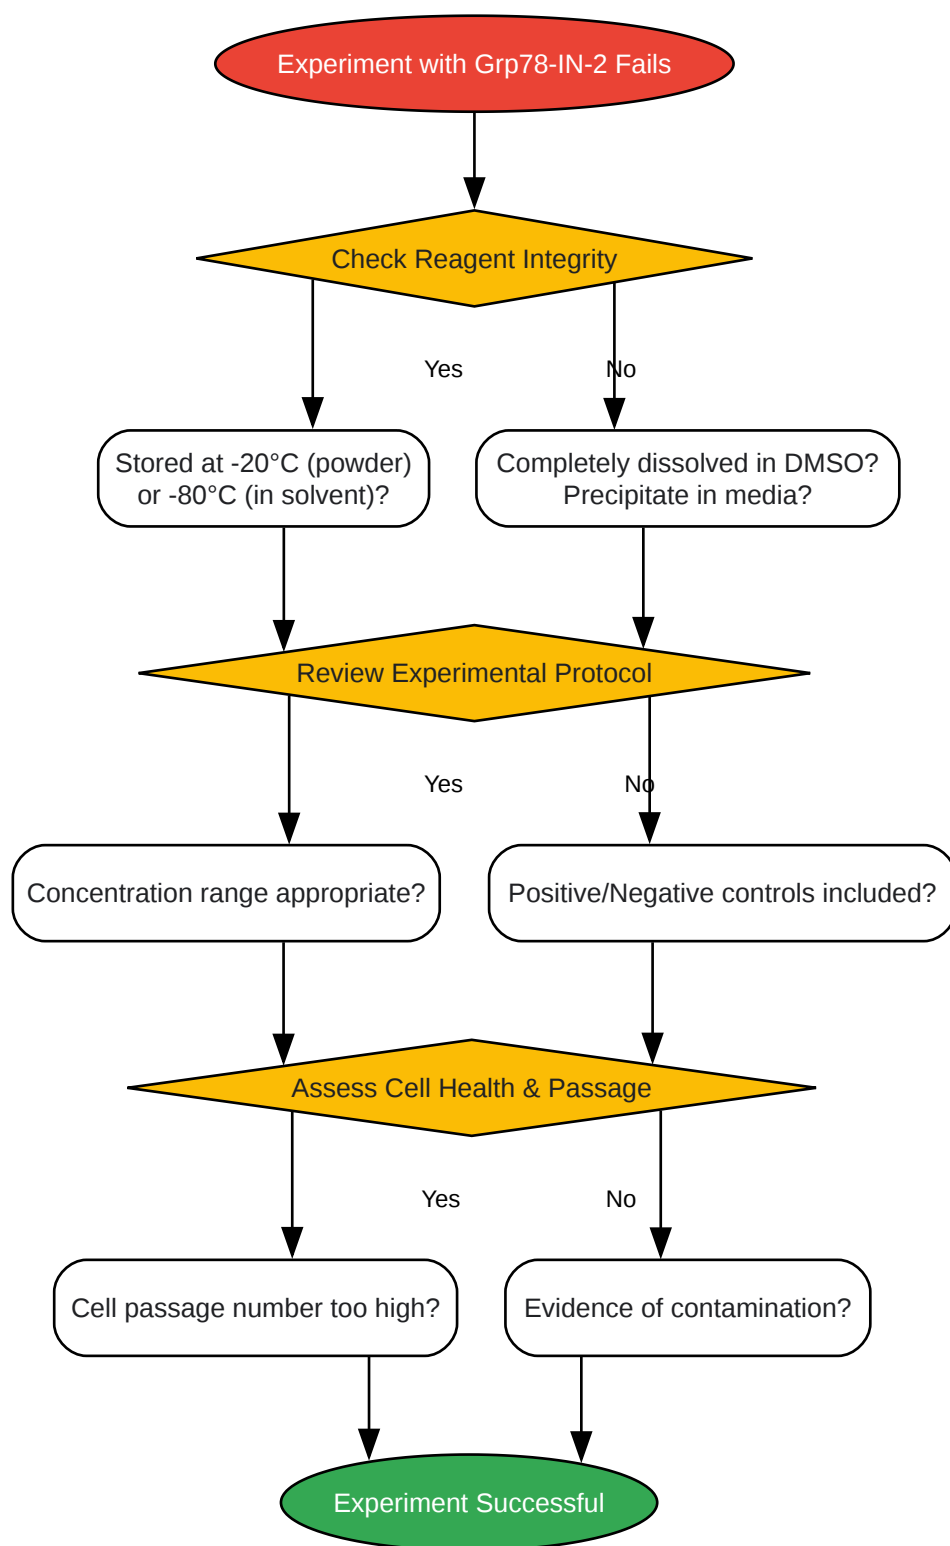 Experiment with Grp78-IN-2 Fails
Check Reagent Integrity
Yes
No
Stored at -20°C (powder)
or -80°C (in solvent)?
Completely dissolved in DMSO?
Precipitate in media?
Review Experimental Protocol
Yes
No
Concentration range appropriate?
Positive/Negative controls included?
Assess Cell Health & Passage
Yes
No
Cell passage number too high?
Evidence of contamination?
Experiment Successful